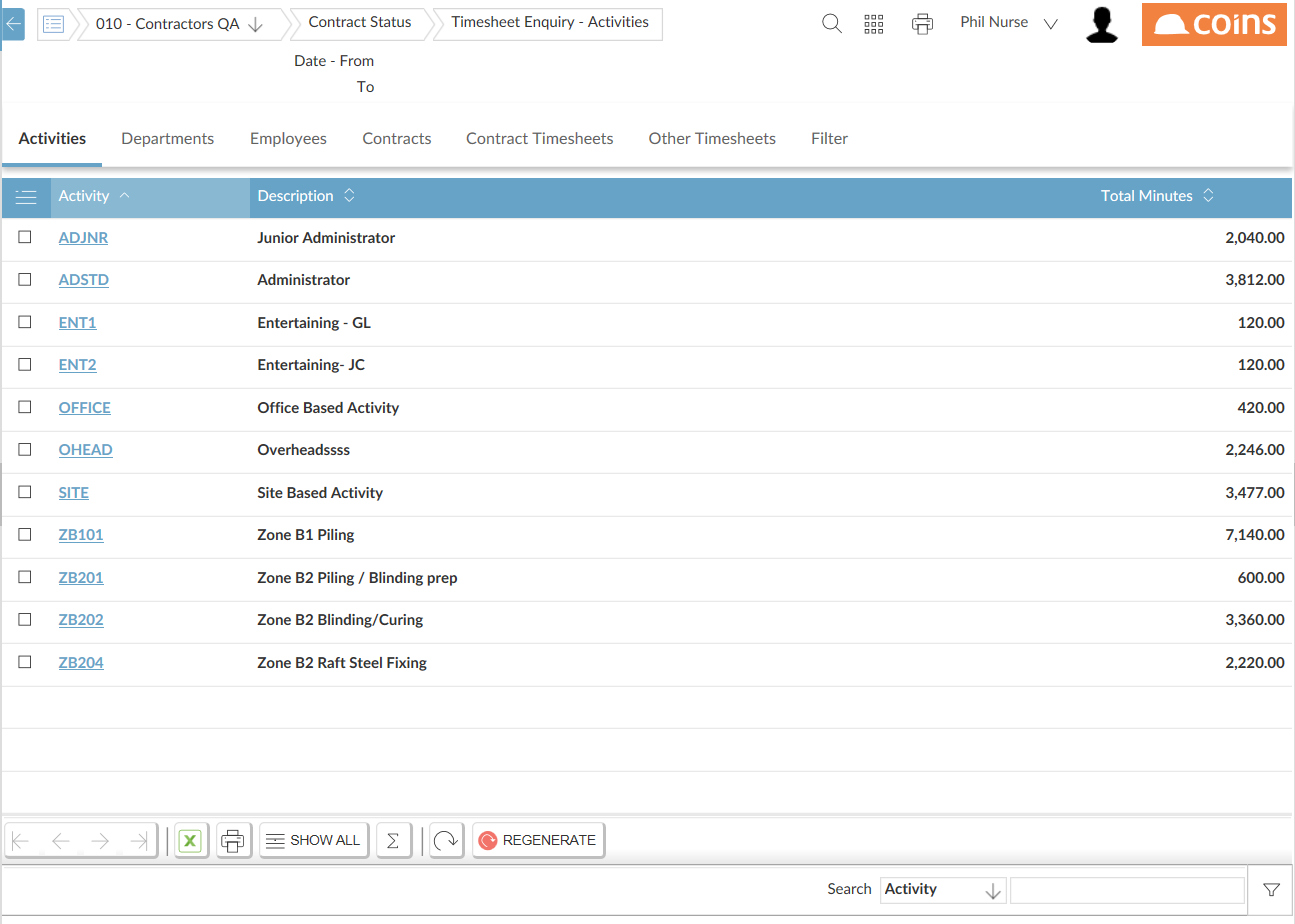 010 - Contractors QA Contract Status Timesheet Enquiry - Activities Phil Nurse coins
Date - From
To
Activities Departments Employees Contracts Contract Timesheets Other Timesheets Filter
Activity Description Total Minutes
ADJNR Junior Administrator 2,040.00
ADSTD Administrator 3,812.00
ENT1 Entertaining - GL 120.00
ENT2 Entertaining- JC 120.00
OFFICE Office Based Activity 420.00
OHEAD Overheadssss 2,246.00
SITE Site Based Activity 3,477.00
ZB101 Zone B1 Piling 7,140.00
ZB201 Zone B2 Piling / Blinding prep 600.00
ZB202 Zone B2 Blinding/Curing 3,360.00
ZB204 Zone B2 Raft Steel Fixing 2,220.00
X SHOW ALL Σ REGENERATE
Search Activity